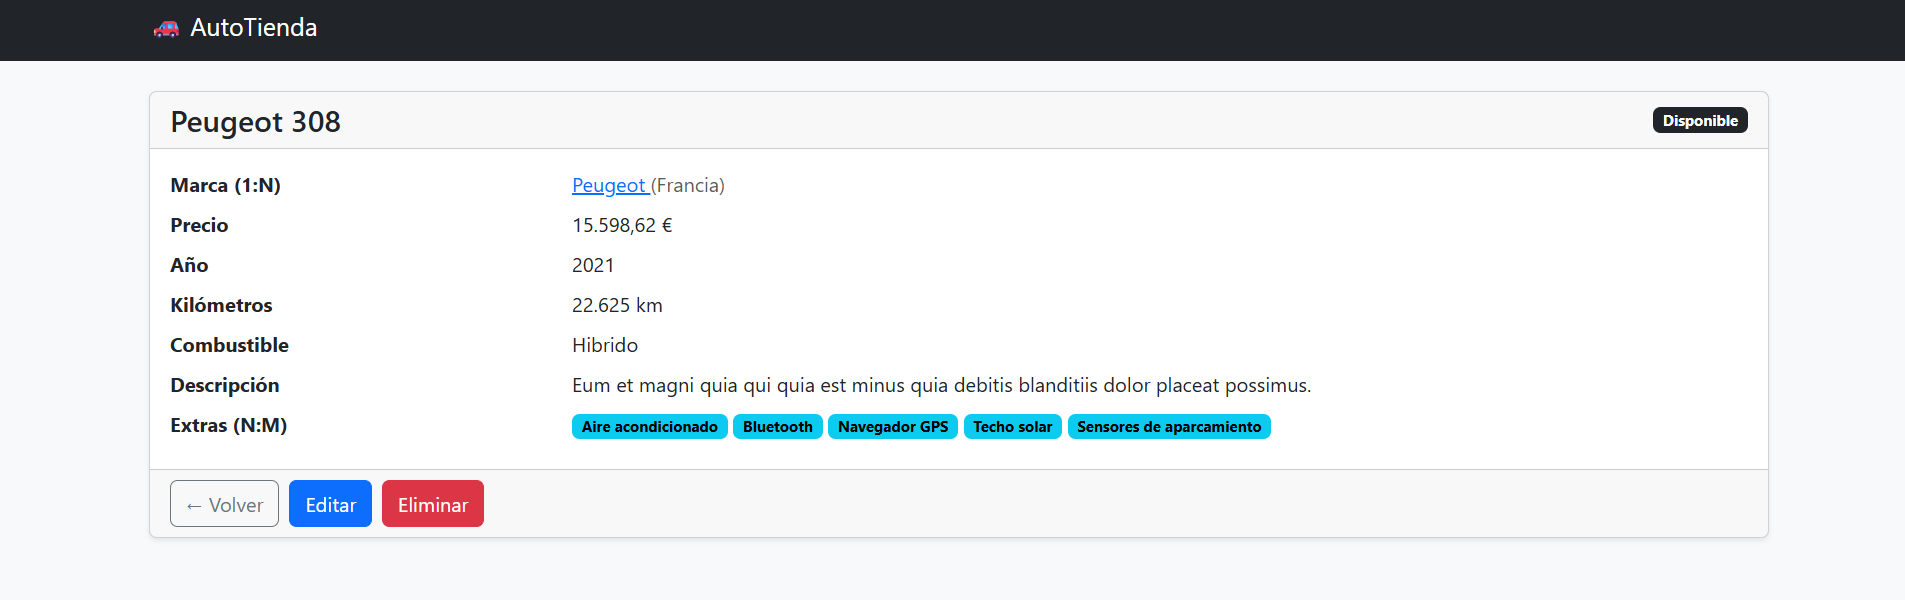 AutoTienda
Peugeot 308
Disponible
Marca (1:N) Peugeot (Francia)
Precio 15.598,62 €
Año 2021
Kilómetros 22.625 km
Combustible Hibrido
Descripción Eum et magni quia qui quia est minus quia debitis blanditiis dolor placeat possimus.
Extras (N:M) Aire acondicionado Bluetooth Navegador GPS Techo solar Sensores de aparcamiento
← Volver Editar Eliminar